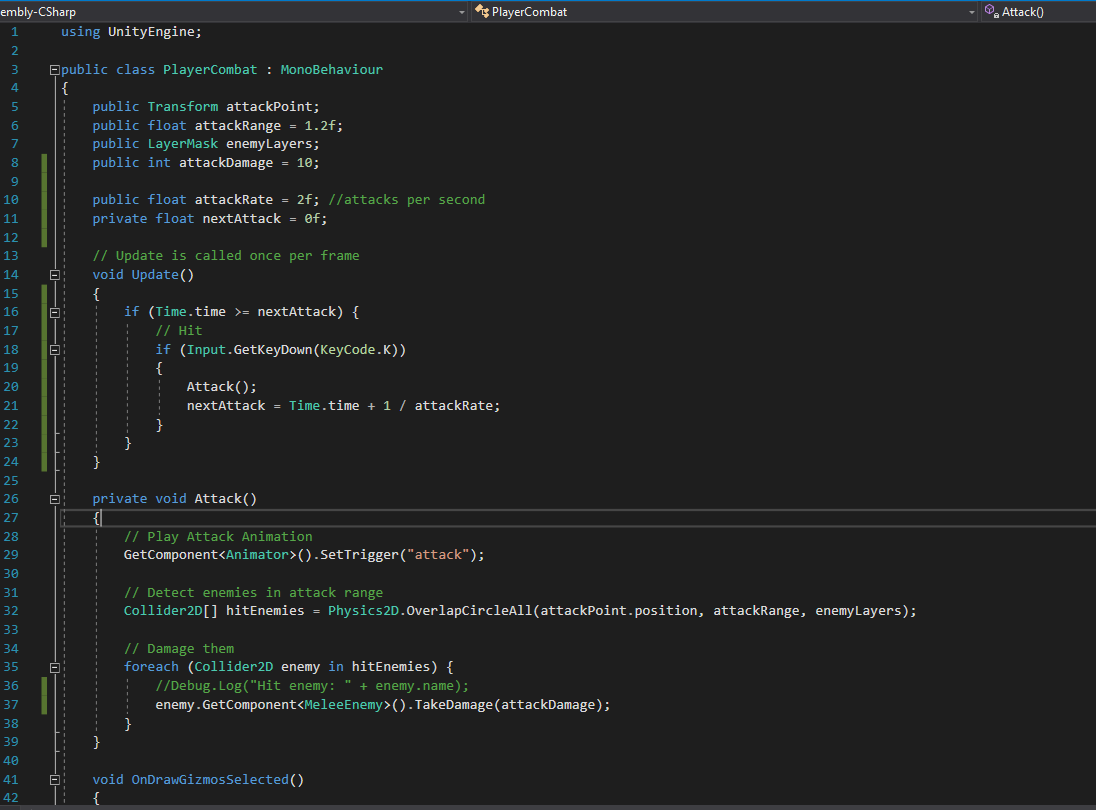 embly-CSharp PlayerCombat Attack()
1 using UnityEngine;
2
3 public class PlayerCombat : MonoBehaviour
4 {
5 public Transform attackPoint;
6 public float attackRange = 1.2f;
7 public LayerMask enemyLayers;
8 public int attackDamage = 10;
9
10 public float attackRate = 2f; //attacks per second
11 private float nextAttack = 0f;
12
13 // Update is called once per frame
14 void Update()
15 {
16 if (Time.time >= nextAttack) {
17 // Hit
18 if (Input.GetKeyDown(KeyCode.K))
19 {
20 Attack();
21 nextAttack = Time.time + 1 / attackRate;
22 }
23 }
24 }
25
26 private void Attack()
27 {
28 // Play Attack Animation
29 GetComponent<Animator>().SetTrigger("attack");
30
31 // Detect enemies in attack range
32 Collider2D[] hitEnemies = Physics2D.OverlapCircleAll(attackPoint.position, attackRange, enemyLayers);
33
34 // Damage them
35 foreach (Collider2D enemy in hitEnemies) {
36 //Debug.Log("Hit enemy: " + enemy.name);
37 enemy.GetComponent<MeleeEnemy>().TakeDamage(attackDamage);
38 }
39 }
40
41 void OnDrawGizmosSelected()
42 {